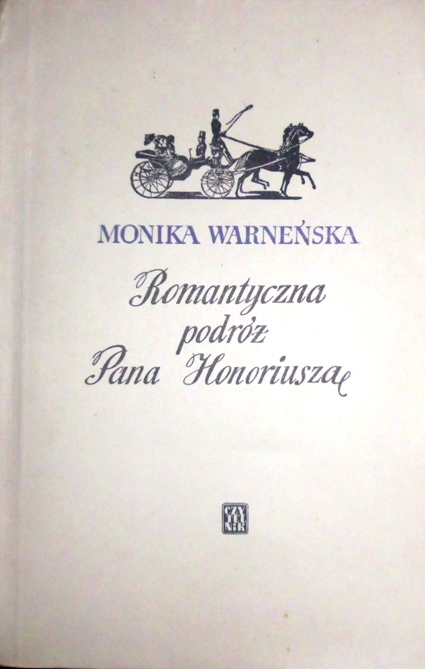 MONIKA WARNEŃSKA
Romantyczna
podróż
Pana Honoriusza
CZY
TEL
NIK